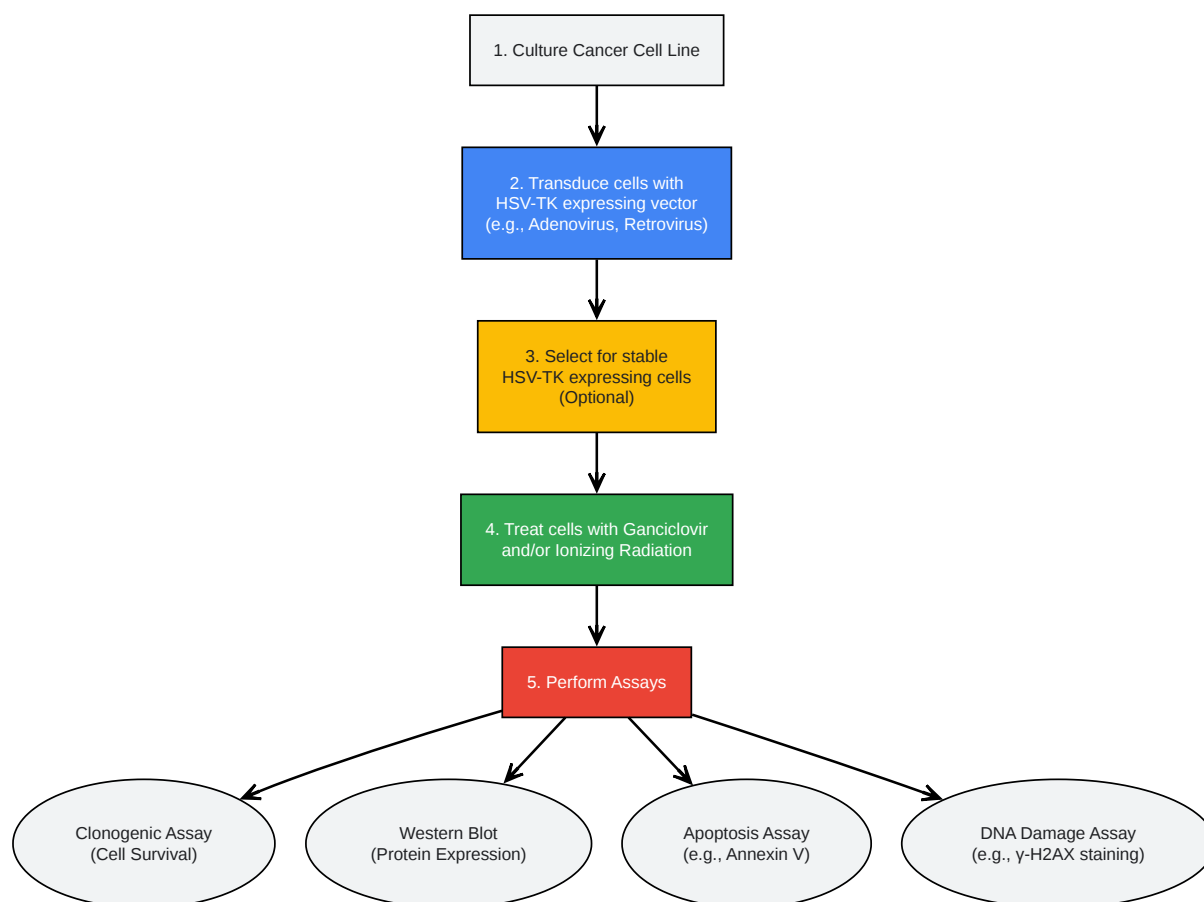 1. Culture Cancer Cell Line
2. Transduce cells with
HSV-TK expressing vector
(e.g., Adenovirus, Retrovirus)
3. Select for stable
HSV-TK expressing cells
(Optional)
4. Treat cells with Ganciclovir
and/or Ionizing Radiation
5. Perform Assays
Clonogenic Assay
(Cell Survival)
Western Blot
(Protein Expression)
Apoptosis Assay
(e.g., Annexin V)
DNA Damage Assay
(e.g., γ-H2AX staining)